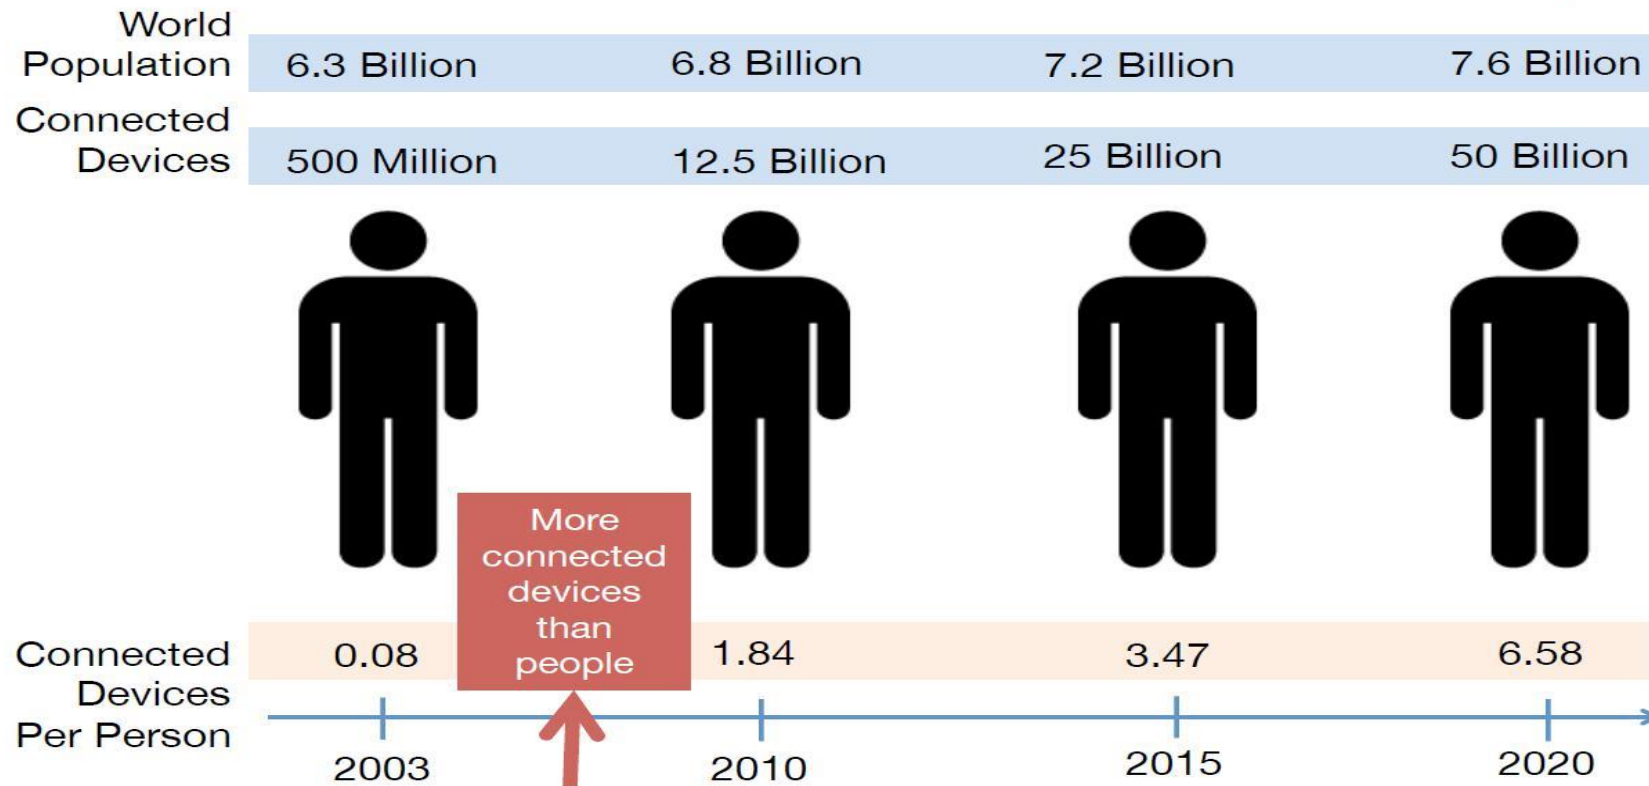 World
Population
6.3 Billion 6.8 Billion 7.2 Billion 7.6 Billion
Connected
Devices
500 Million 12.5 Billion 25 Billion 50 Billion
More
connected
devices
than
people
Connected
Devices
Per Person
0.08 1.84 3.47 6.58
2003 2010 2015 2020